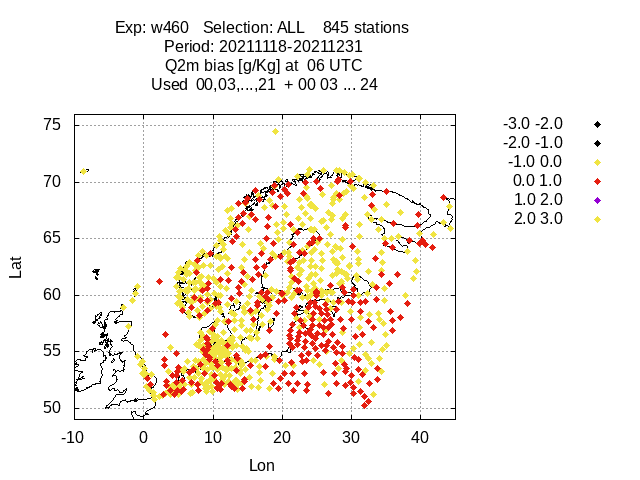 Exp: w460 Selection: ALL 845 stations
Period: 20211118-20211231
Q2m bias [g/Kg] at 06 UTC
Used 00,03,...,21 + 00 03 ... 24
-3.0 -2.0
-2.0 -1.0
-1.0 0.0
0.0 1.0
1.0 2.0
2.0 3.0
75
70
65
60
55
50
Lat
-10 0 10 20 30 40
Lon